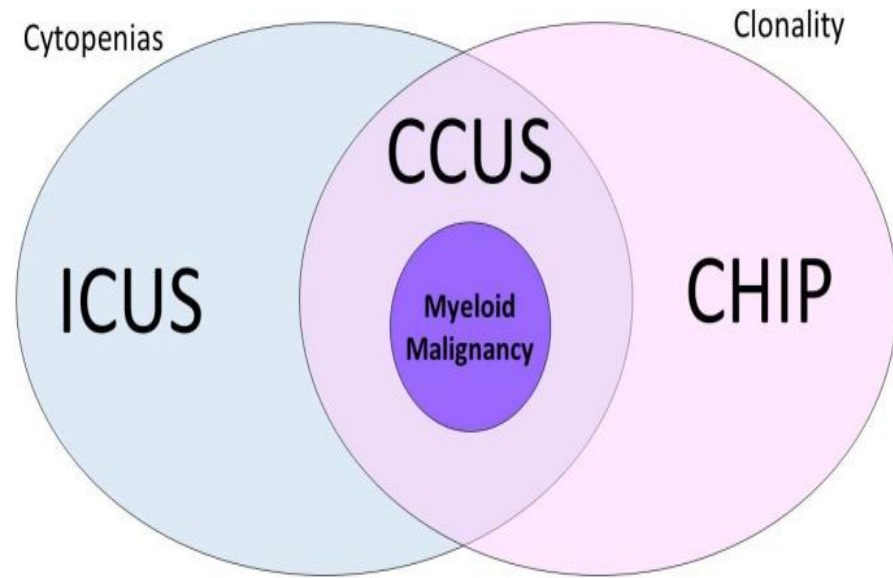 Cytopenias
Clonality
CCUS
ICUS
CHIP
Myeloid
Malignancy